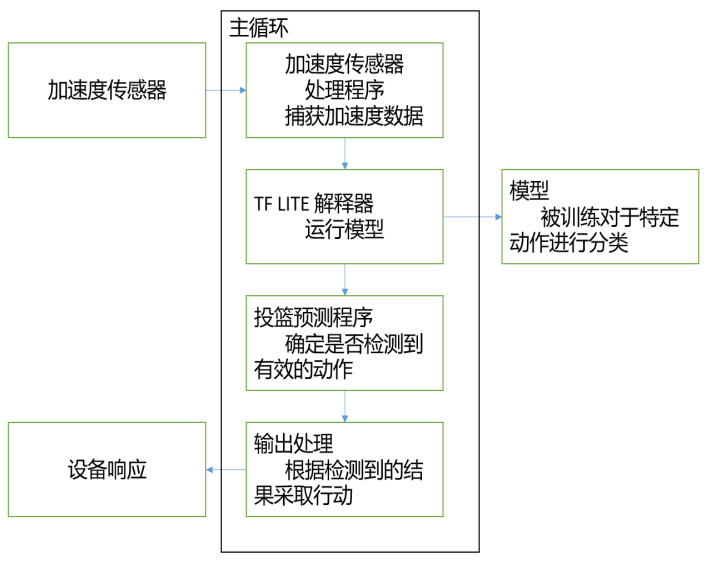 主循环
加速度传感器
加速度传感器
处理程序
捕获加速度数据
TF LITE 解释器
运行模型
模型
被训练对于特定
动作进行分类
投篮预测程序
确定是否检测到
有效的动作
输出处理
根据检测到的结
果采取行动
设备响应